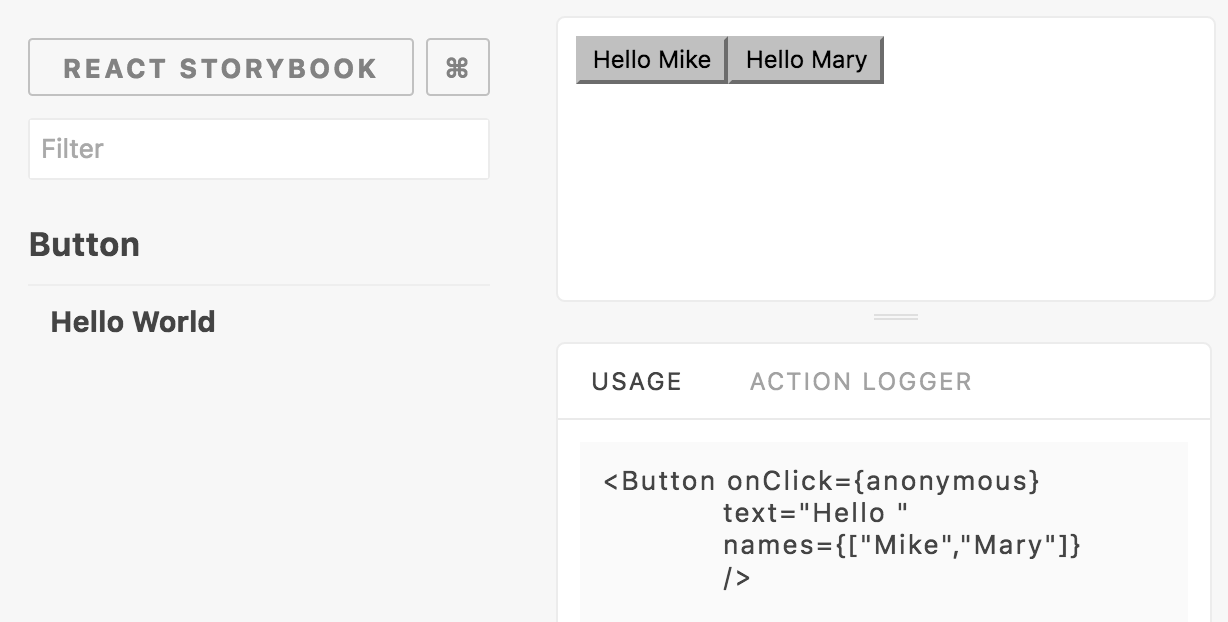 REACT STORYBOOK ⌘
Filter
Button
Hello World
Hello Mike Hello Mary
USAGE ACTION LOGGER
<Button onClick={anonymous}
text="Hello "
names={["Mike","Mary"]}
/>